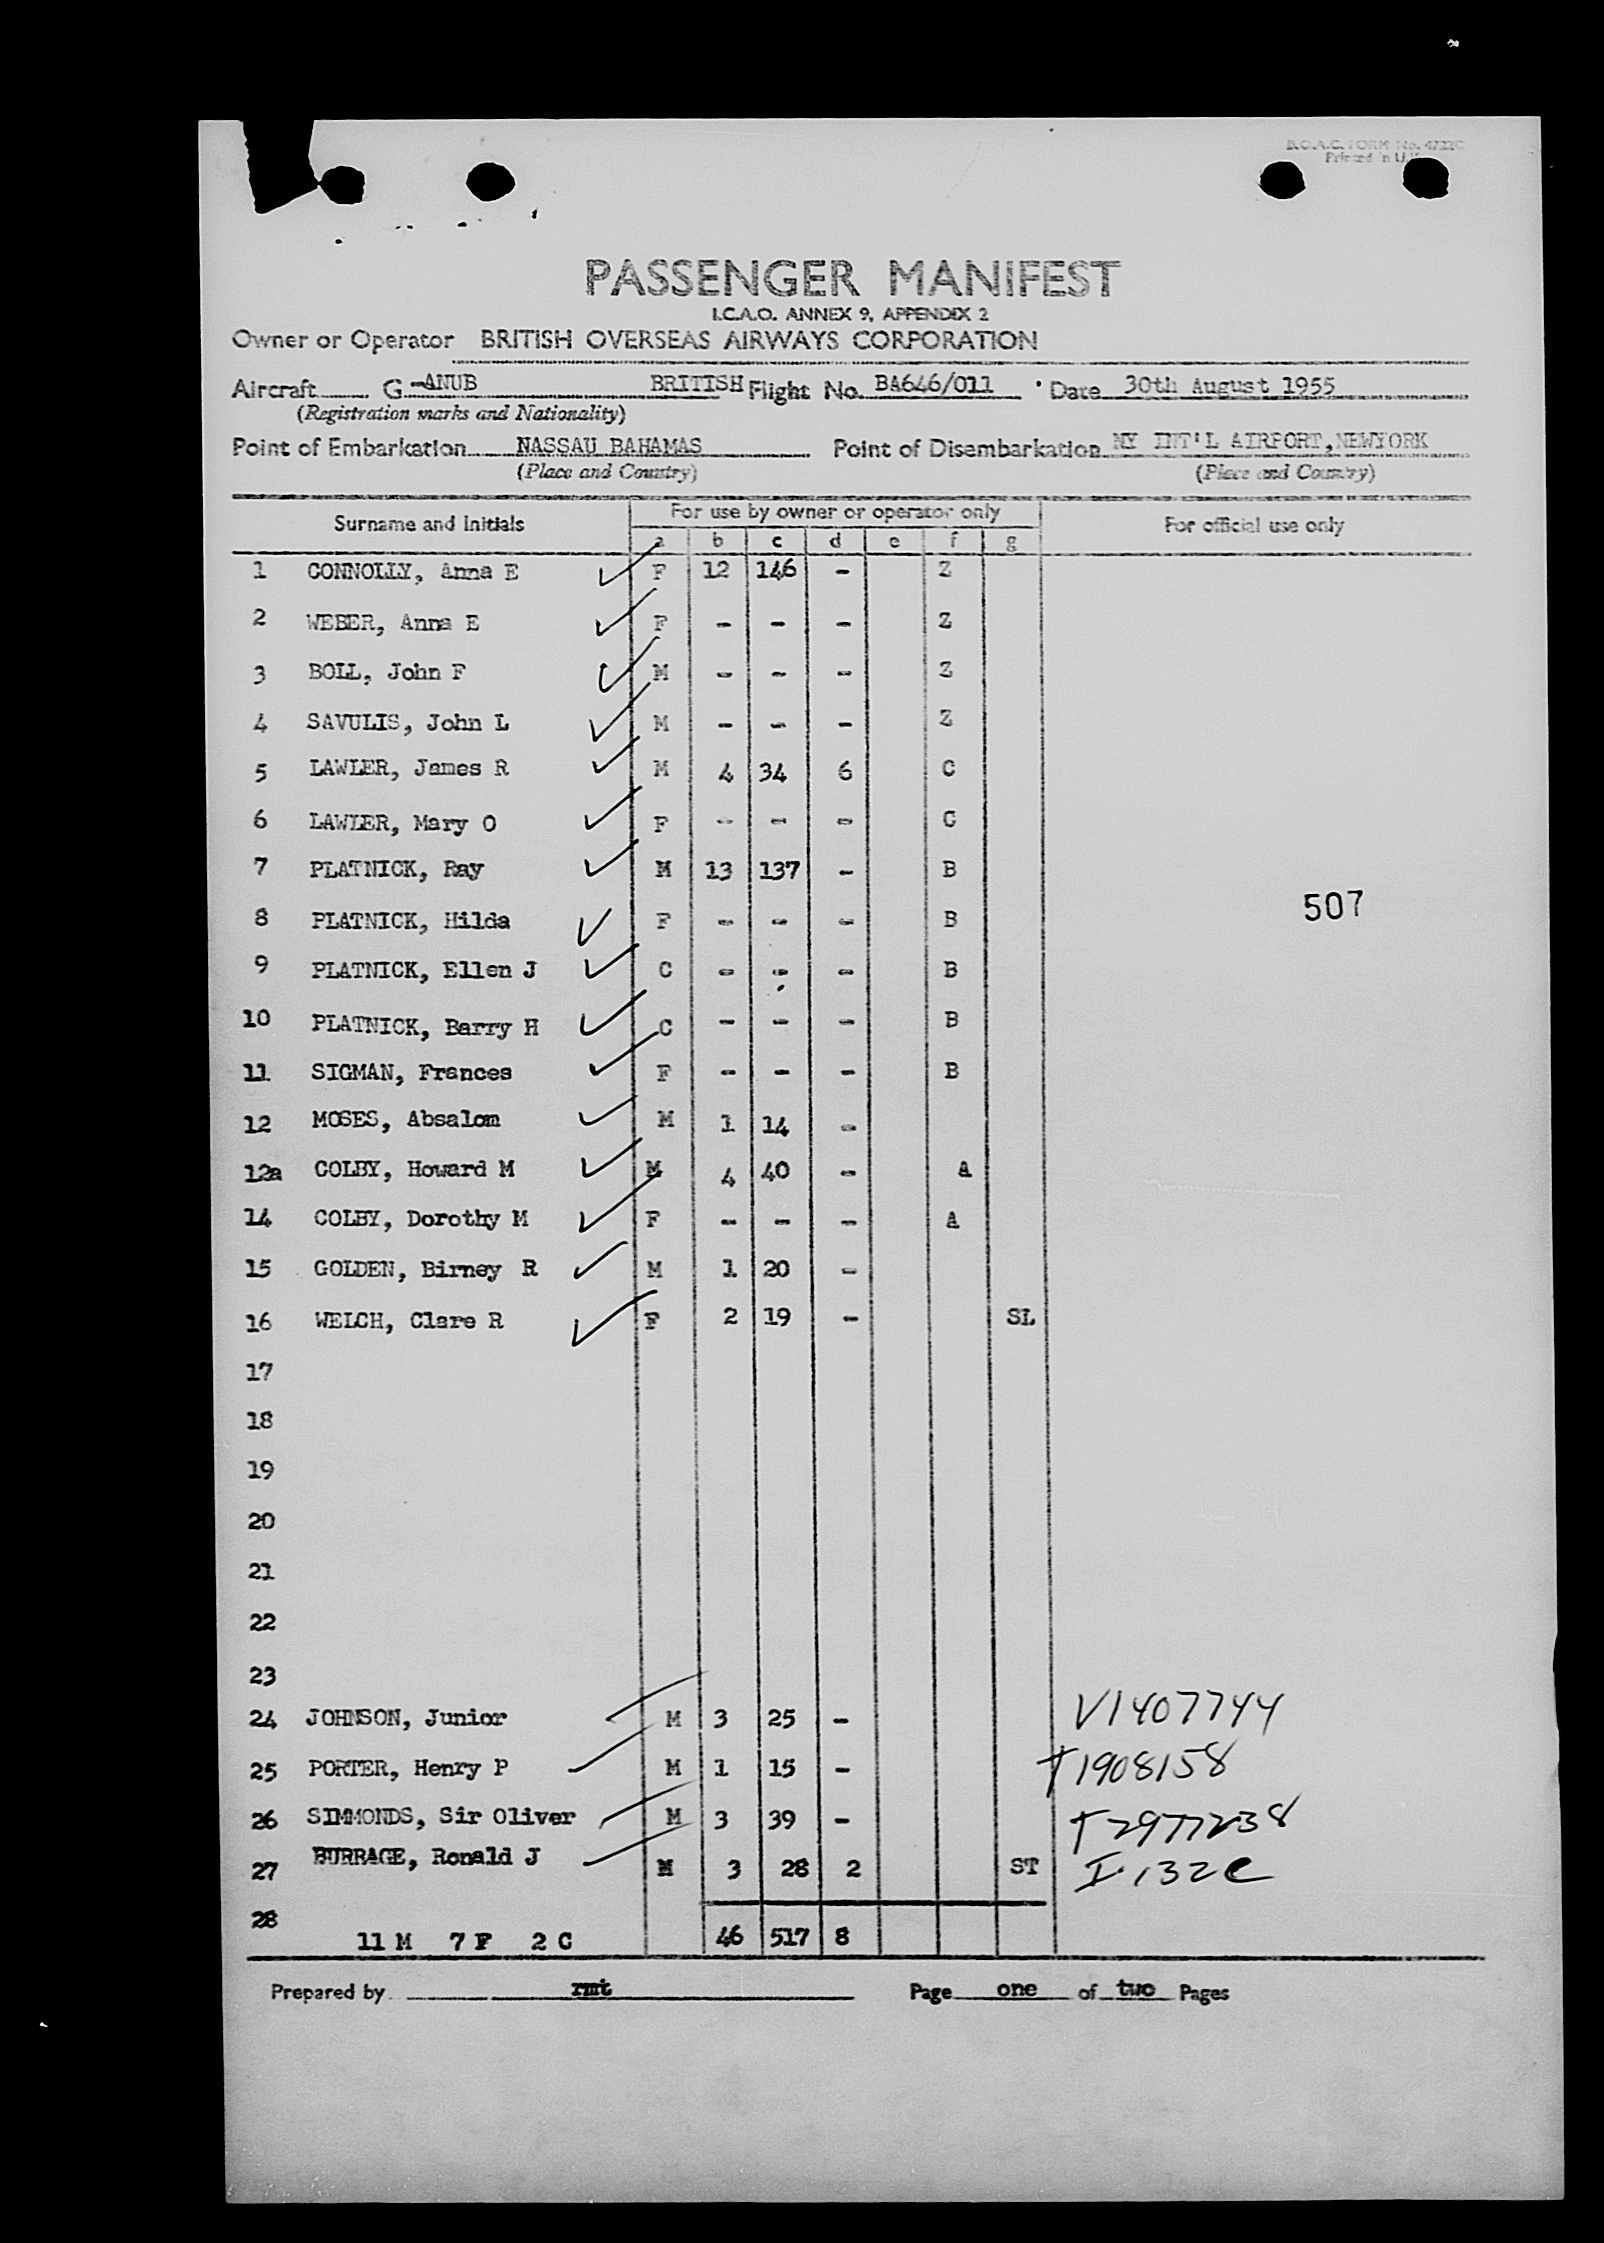 B.O.A.C. FORM No.
Printed in
PASSENGER MANIFEST
I.C.A.O. ANNEX 9, APPENDIX 2
Owner or Operator BRITISH OVERSEAS AIRWAYS CORPORATION
Aircraft G-ANUB BRITISH Flight No. BA646/011 Date 30th August 1955
(Registration marks and Nationality)
Point of Embarkation NASSAU BAHAMAS Point of Disembarkation NY INT'L AIRPORT, NEWYORK
(Place and Country) (Place and Country)
Surname and Initials For use by owner or operator only For official use only
a b c d e f g
1 CONNOLLY, Anna E F 12 146 - Z
2 WEBER, Anna E F - - - Z
3 BOLL, John F M - - - Z
4 SAVULIS, John L M - - - Z
5 LAWLER, James R M 4 34 6 C
6 LAWLER, Mary O F - - - C
7 PLATNICK, Ray M 13 137 - B
8 PLATNICK, Hilda F - - - B
507
9 PLATNICK, Ellen J C - - - B
10 PLATNICK, Barry H C - - - B
11 SIGMAN, Frances F - - - B
12 MOSES, Absalom M 1 14 -
12a COLBY, Howard M M 4 40 - A
14 COLBY, Dorothy M F - - - A
15 GOLDEN, Birney R M 1 20 -
16 WELCH, Clare R F 2 19 - SL
17
18
19
20
21
22
23
24 JOHNSON, Junior M 3 25 - V1407744
25 PORTER, Henry P M 1 15 - T1908158
26 SIMMONDS, Sir Oliver M 3 39 - T2977238
27 BURRAGE, Ronald J M 3 28 2 ST I-132C
28
11 M 7 F 2 C 46 517 8
Prepared by rmt Page one of two Pages